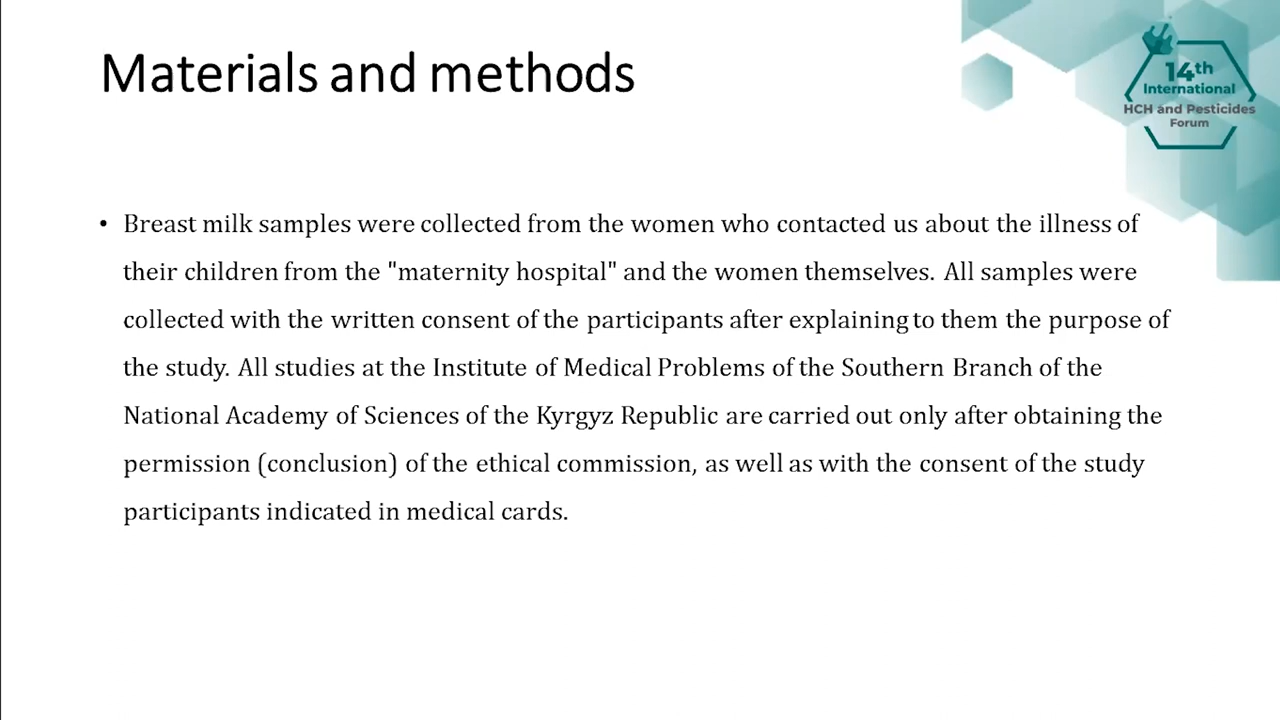 Materials and methods
14th
International
HCH and Pesticides
Forum
• Breast milk samples were collected from the women who contacted us about the illness of
their children from the "maternity hospital" and the women themselves. All samples were
collected with the written consent of the participants after explaining to them the purpose of
the study. All studies at the Institute of Medical Problems of the Southern Branch of the
National Academy of Sciences of the Kyrgyz Republic are carried out only after obtaining the
permission (conclusion) of the ethical commission, as well as with the consent of the study
participants indicated in medical cards.